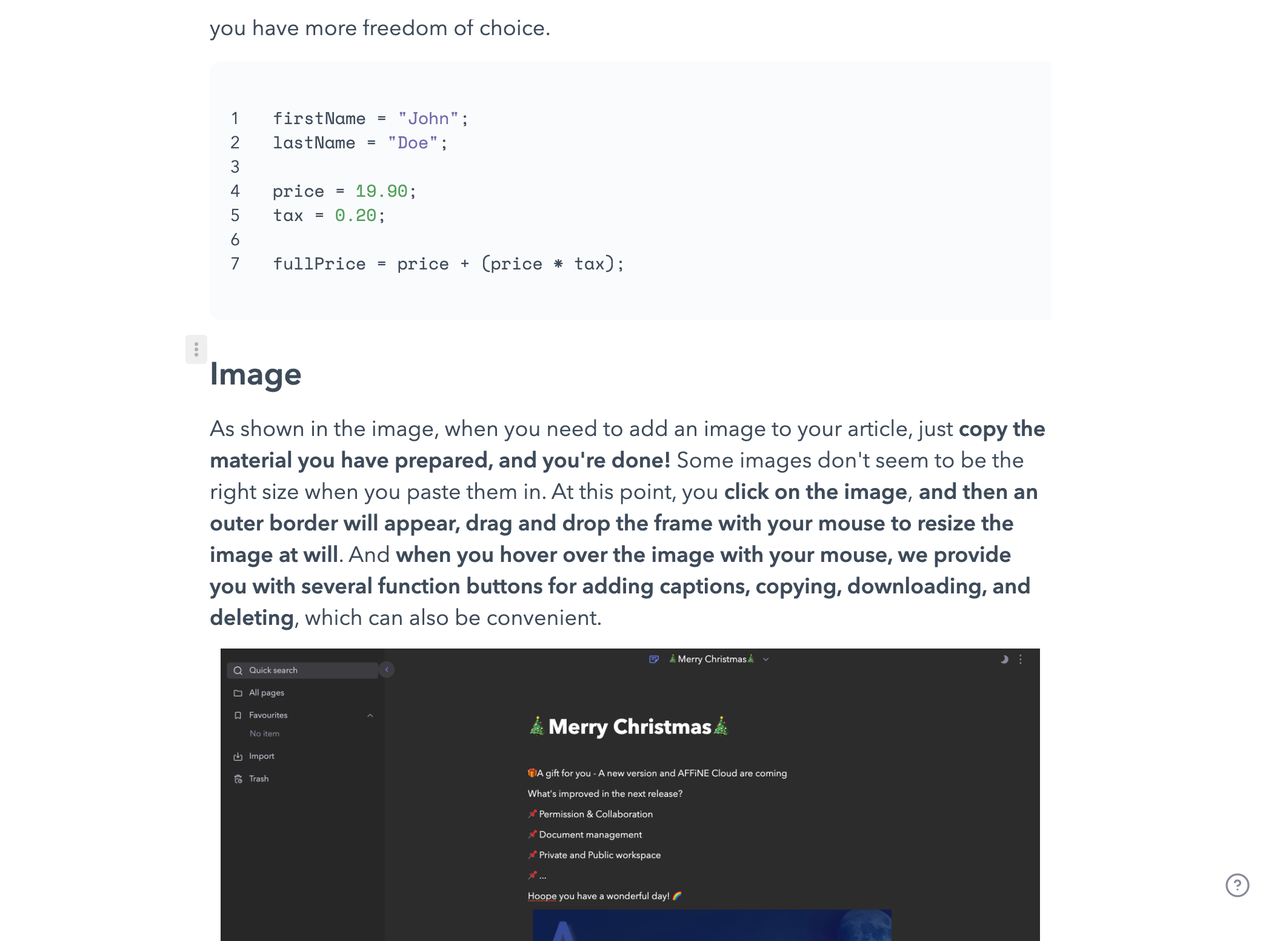 you have more freedom of choice.
1 firstName = "John";
2 lastName = "Doe";
3
4 price = 19.90;
5 tax = 0.20;
6
7 fullPrice = price + (price * tax);
Image
As shown in the image, when you need to add an image to your article, just copy the
material you have prepared, and you're done! Some images don't seem to be the
right size when you paste them in. At this point, you click on the image, and then an
outer border will appear, drag and drop the frame with your mouse to resize the
image at will. And when you hover over the image with your mouse, we provide
you with several function buttons for adding captions, copying, downloading, and
deleting, which can also be convenient.
Quick search
All pages
Favourites
No item
Import
Trash
🎄Merry Christmas🎄
🎄Merry Christmas🎄
🎁A gift for you - A new version and AFFiNE Cloud are coming
What's improved in the next release?
📌 Permission & Collaboration
📌 Document management
📌 Private and Public workspace
📌 ...
Hoope you have a wonderful day! 🌈